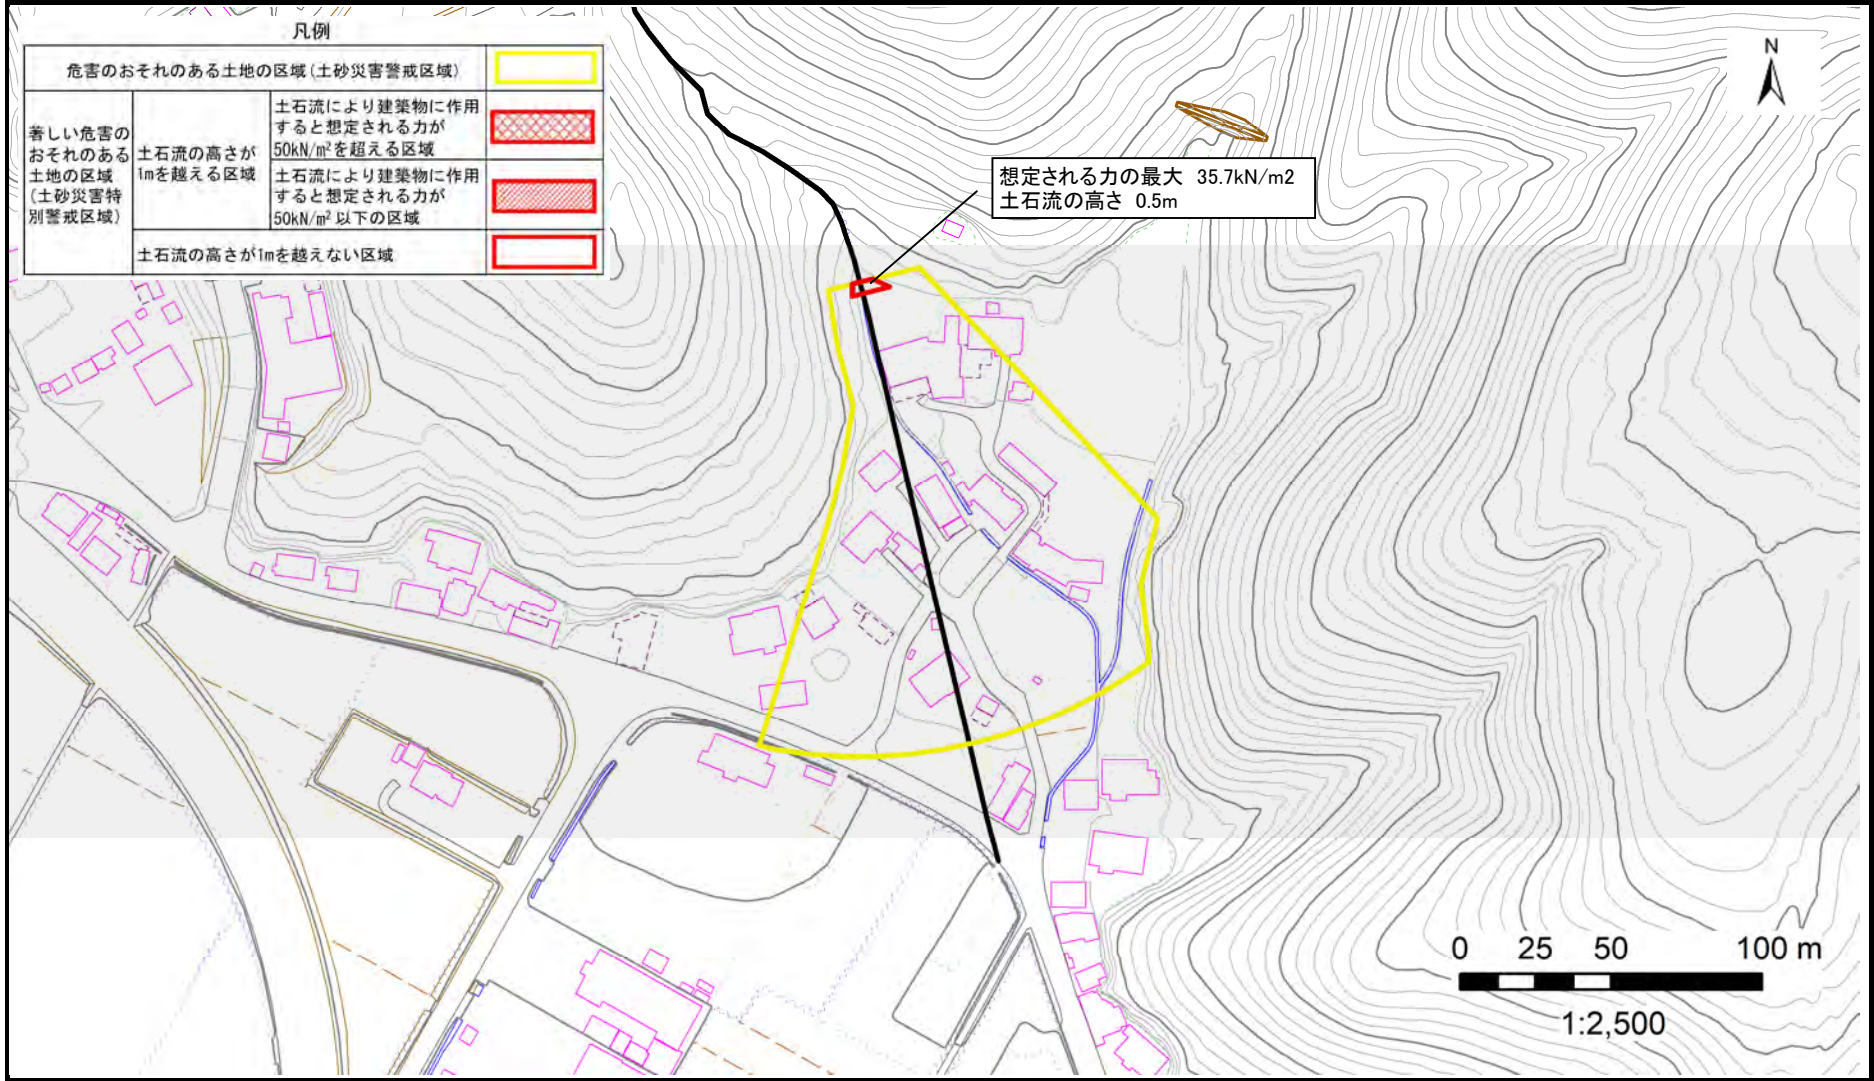 凡例
危害のおそれのある土地の区域(土砂災害警戒区域)
著しい危害の
おそれのある
土地の区域
(土砂災害特
別警戒区域)
土石流の高さが
1mを越える区域
土石流により建築物に作用
すると想定される力が
50kN/m²を超える区域
土石流により建築物に作用
すると想定される力が
50kN/m²以下の区域
土石流の高さが1mを越えない区域
N
想定される力の最大 35.7kN/m2
土石流の高さ 0.5m
0 25 50 100 m
1:2,500